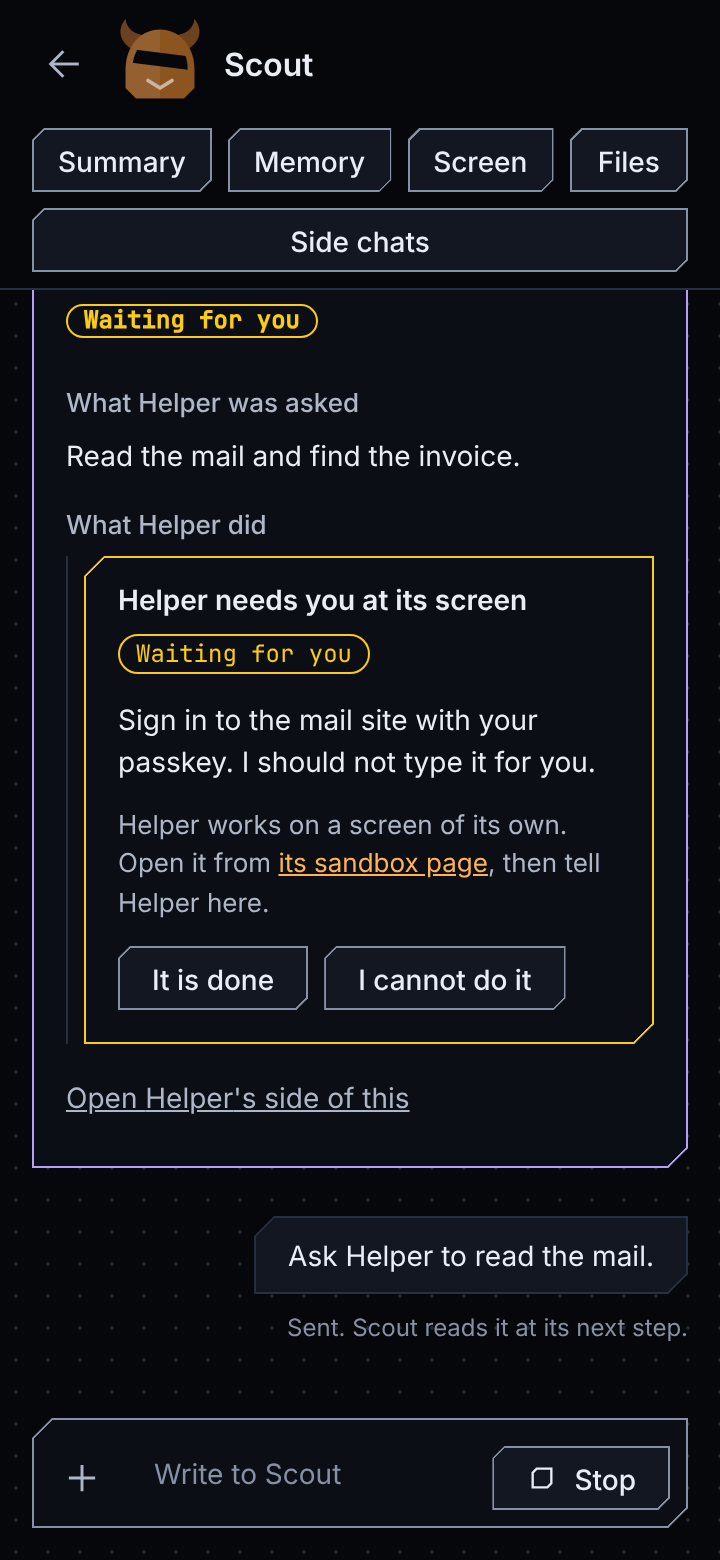 Scout
Summary
Memory
Screen
Files
Side chats
Waiting for you
What Helper was asked
Read the mail and find the invoice.
What Helper did
Helper needs you at its screen
Waiting for you
Sign in to the mail site with your
passkey. I should not type it for you.
Helper works on a screen of its own.
Open it from its sandbox page, then tell
Helper here.
It is done
I cannot do it
Open Helper's side of this
Ask Helper to read the mail.
Sent. Scout reads it at its next step.
Write to Scout
Stop